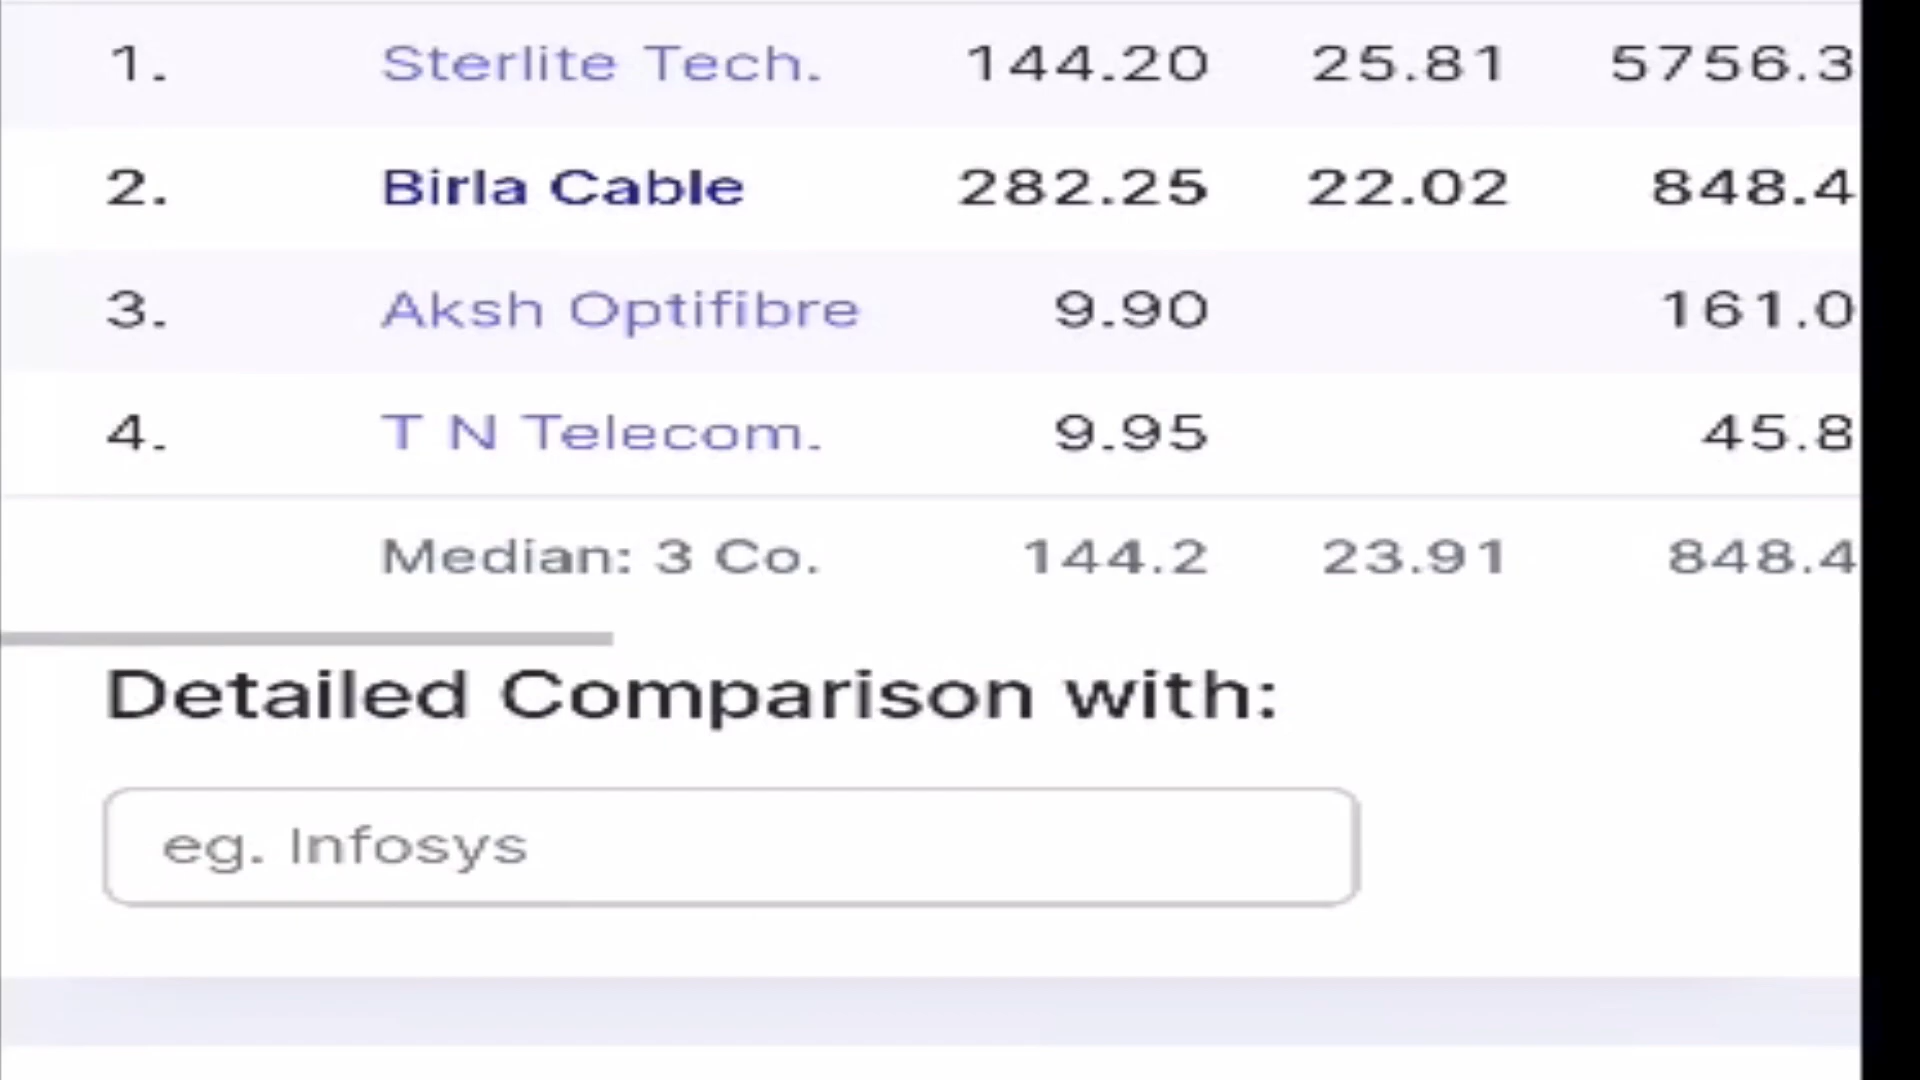 1. Sterlite Tech. 144.20 25.81 5756.3
2. Birla Cable 282.25 22.02 848.4
3. Aksh Optifibre 9.90 161.0
4. T N Telecom. 9.95 45.8
Median: 3 Co. 144.2 23.91 848.4
Detailed Comparison with:
eg. Infosys